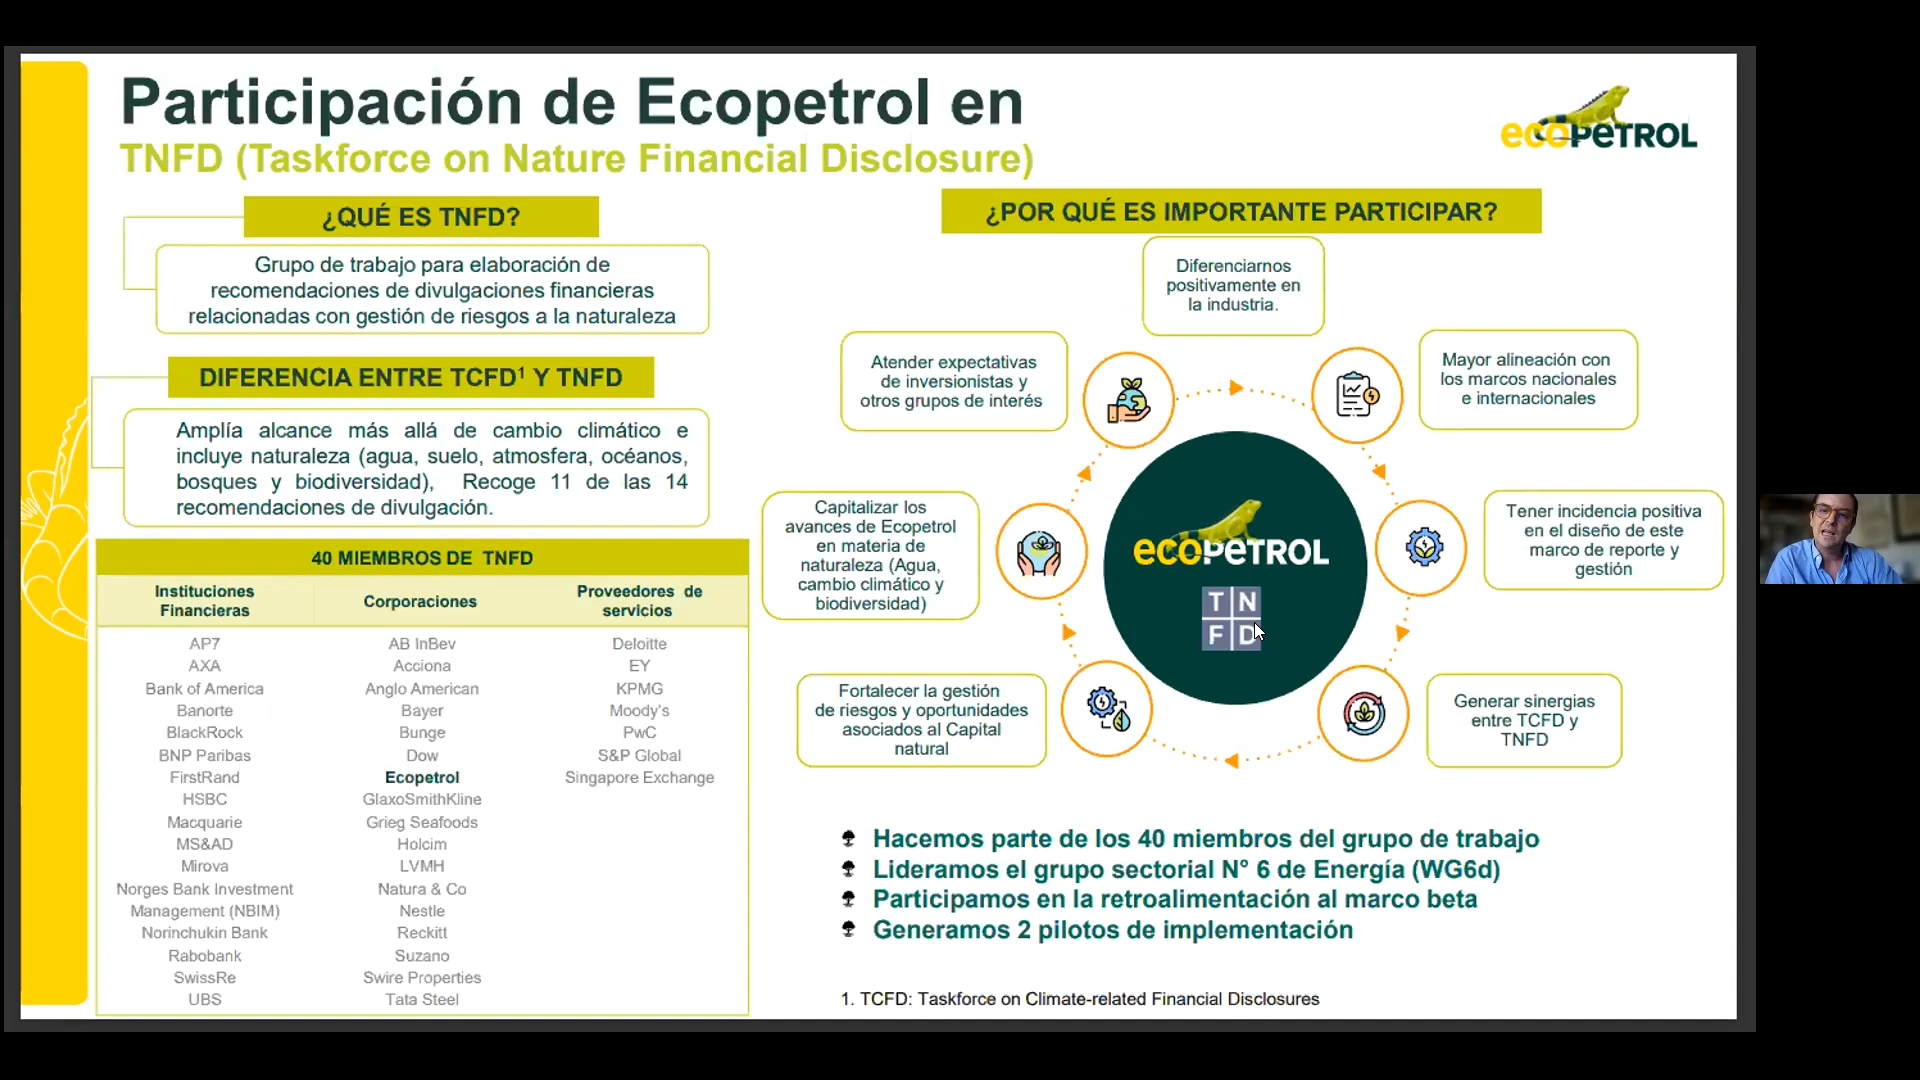 Participación de Ecopetrol en
TNFD (Taskforce on Nature Financial Disclosure)
ecoPETROL
¿QUÉ ES TNFD?
Grupo de trabajo para elaboración de
recomendaciones de divulgaciones financieras
relacionadas con gestión de riesgos a la naturaleza
DIFERENCIA ENTRE TCFD¹ Y TNFD
Amplía alcance más allá de cambio climático e
incluye naturaleza (agua, suelo, atmosfera, océanos,
bosques y biodiversidad), Recoge 11 de las 14
recomendaciones de divulgación.
40 MIEMBROS DE TNFD
Instituciones
Financieras
AP7
AXA
Bank of America
Banorte
BlackRock
BNP Paribas
FirstRand
HSBC
Macquarie
MS&AD
Mirova
Norges Bank Investment
Management (NBIM)
Norinchukin Bank
Rabobank
SwissRe
UBS
Corporaciones
AB InBev
Acciona
Anglo American
Bayer
Bunge
Dow
Ecopetrol
GlaxoSmithKline
Grieg Seafoods
Holcim
LVMH
Natura & Co
Nestle
Reckitt
Suzano
Swire Properties
Tata Steel
Proveedores de
servicios
Deloitte
EY
KPMG
Moody's
PwC
S&P Global
Singapore Exchange
¿POR QUÉ ES IMPORTANTE PARTICIPAR?
Diferenciarnos
positivamente en
la industria.
Mayor alineación con
los marcos nacionales
e internacionales
Tener incidencia positiva
en el diseño de este
marco de reporte y
gestión
Generar sinergias
entre TCFD y
TNFD
Fortalecer la gestión
de riesgos y oportunidades
asociados al Capital
natural
Capitalizar los
avances de Ecopetrol
en materia de
naturaleza (Agua,
cambio climático y
biodiversidad)
Atender expectativas
de inversionistas y
otros grupos de interés
ecoPETROL
T N
F D
Hacemos parte de los 40 miembros del grupo de trabajo
Lideramos el grupo sectorial N° 6 de Energía (WG6d)
Participamos en la retroalimentación al marco beta
Generamos 2 pilotos de implementación
1. TCFD: Taskforce on Climate-related Financial Disclosures